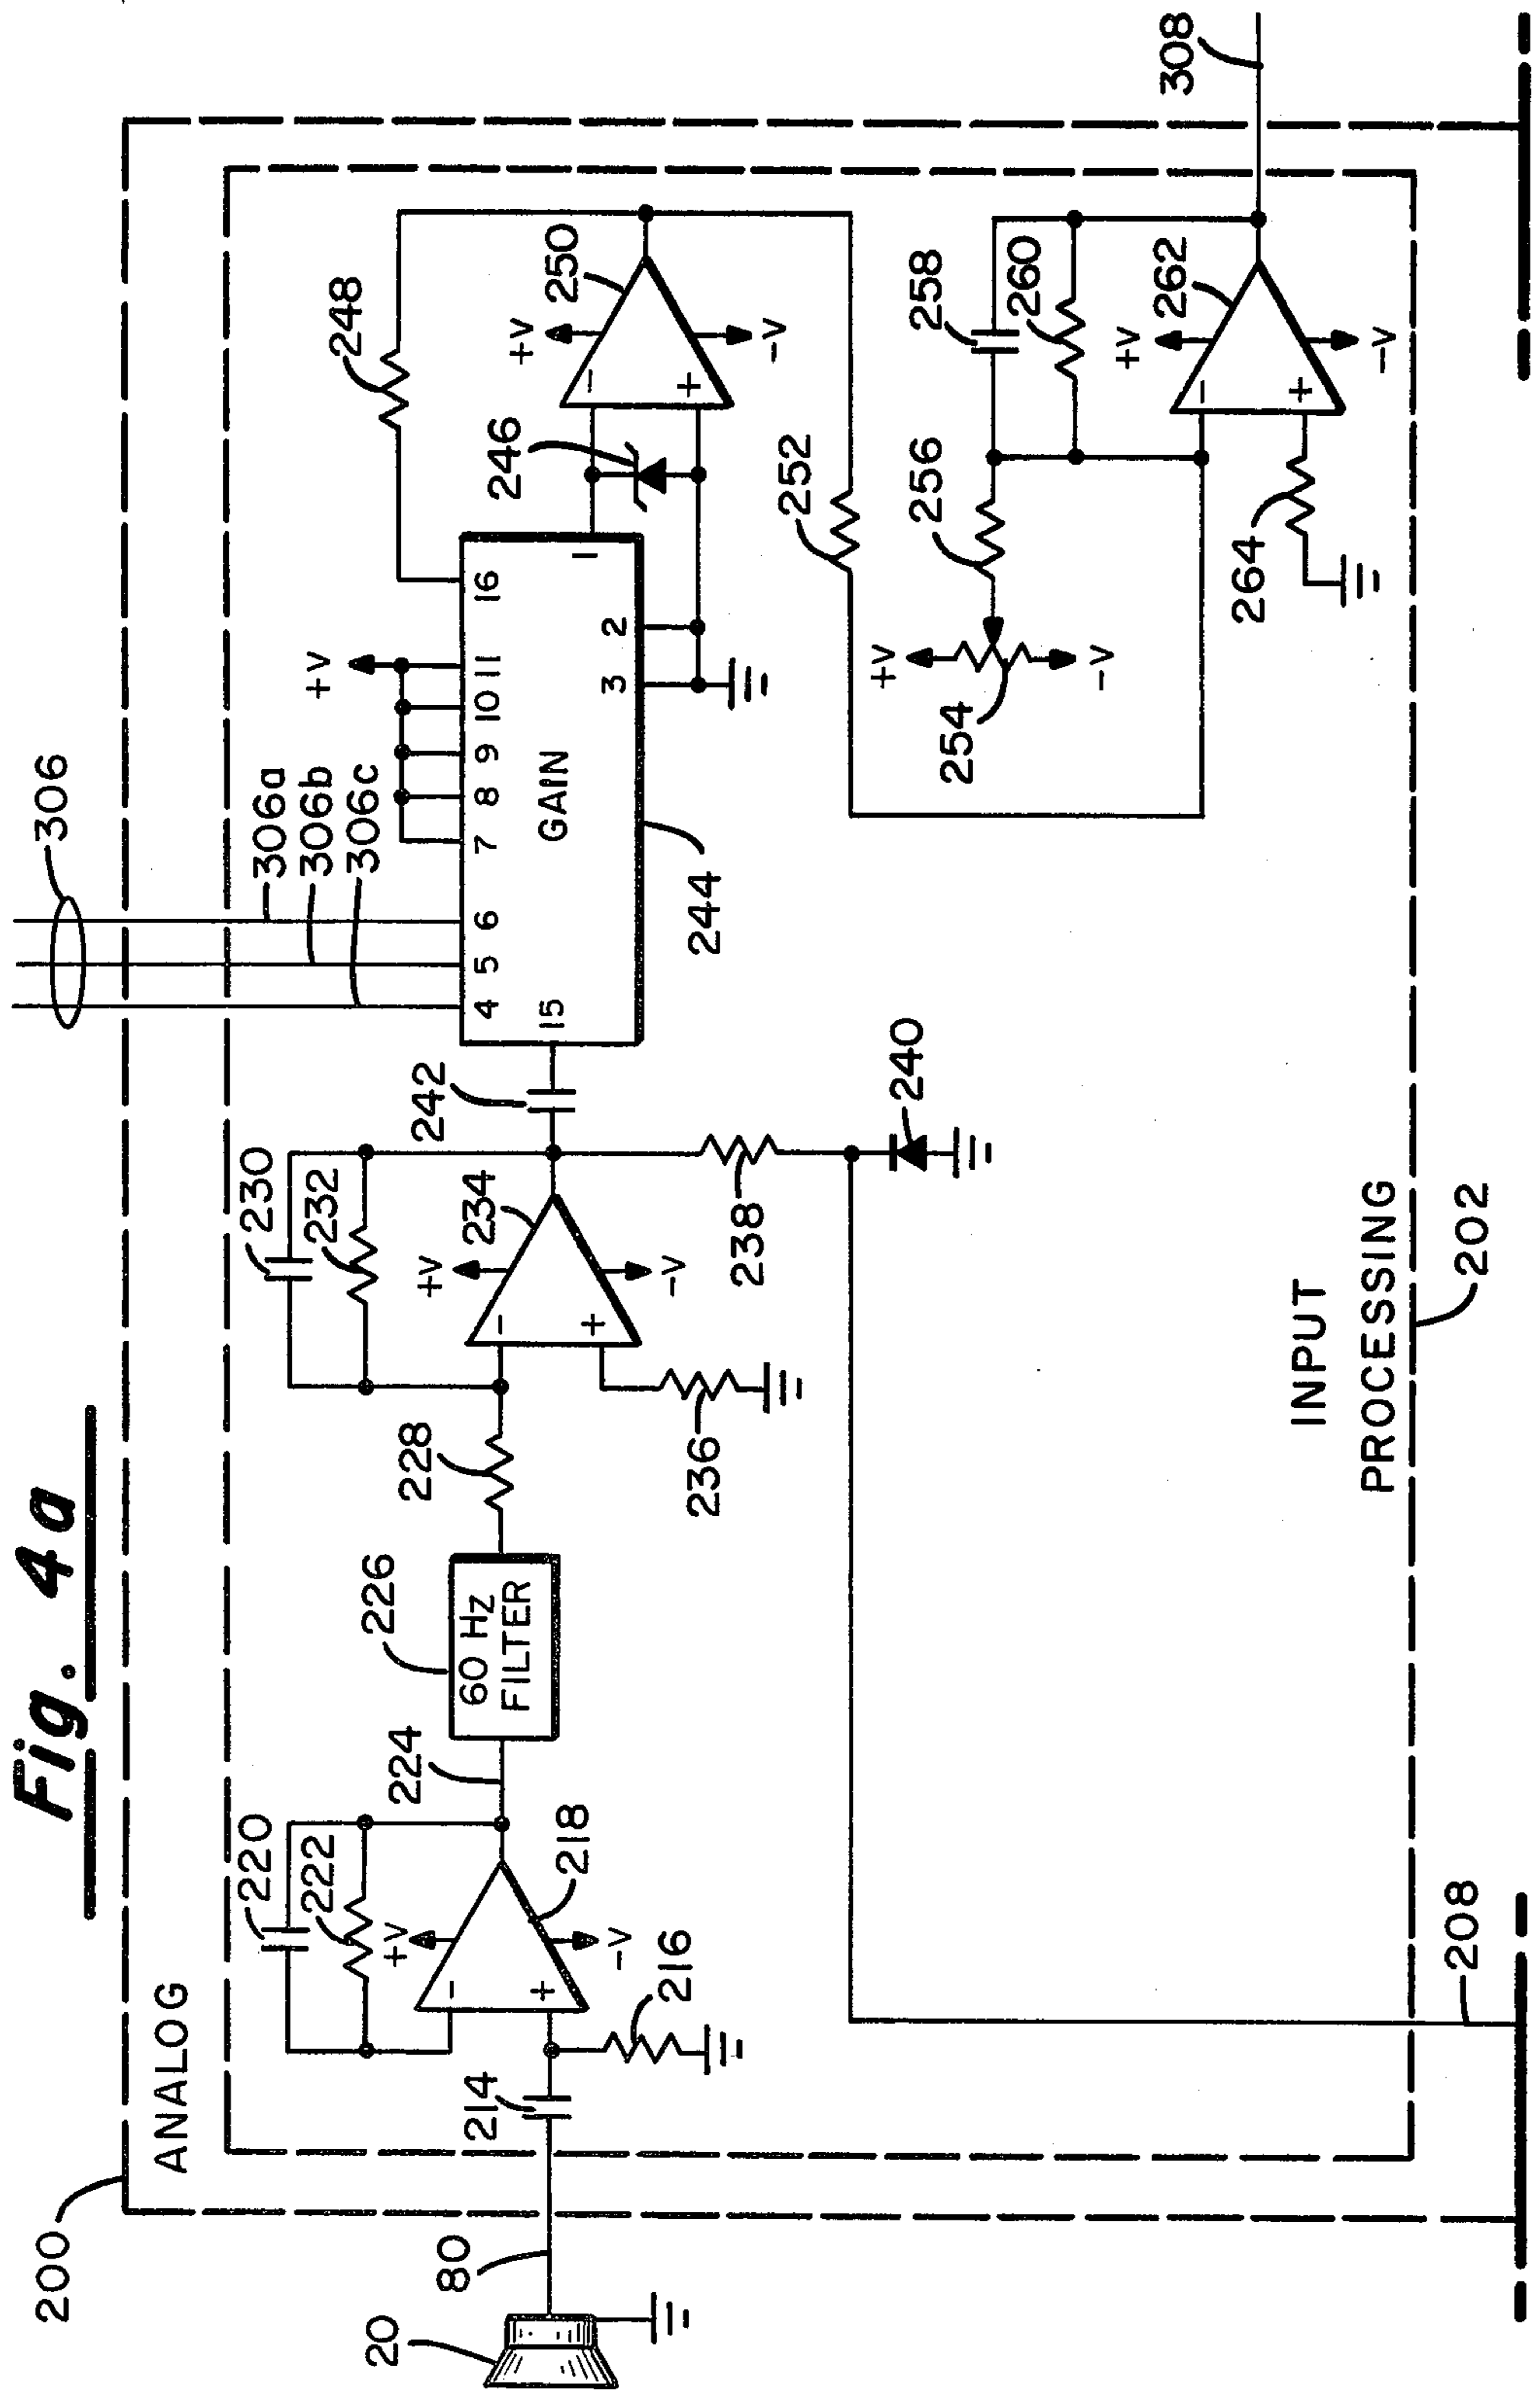 Fig. 4a
200
ANALOG
306
306a
306b
306c
20
80
214
216
220
222
+V
-
+
-V
218
224
226
60 Hz
FILTER
228
230
232
+V
-
+
-V
234
236
238
240
242
4 5 6 7 8 9 10 11 16
15
GAIN
1
3 2
244
+V
246
248
+V
-
+
-V
250
252
+V
-V
254
256
258
260
+V
-
+
-V
262
264
308
INPUT
PROCESSING
202
208